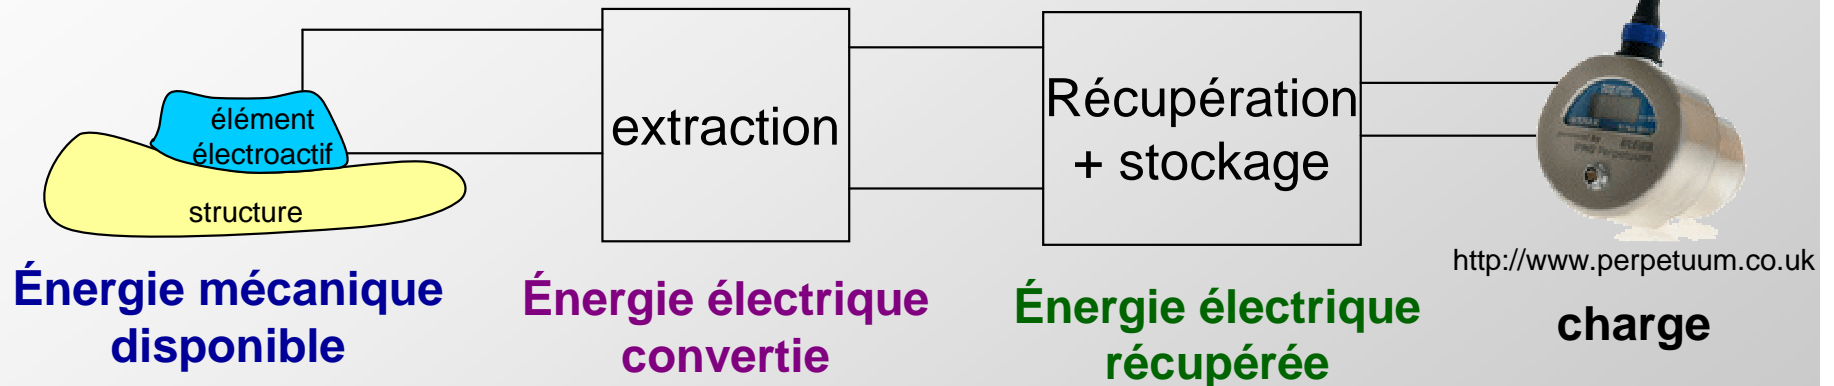 élément
électroactif
structure
extraction
Récupération
+ stockage
http://www.perpetuum.co.uk
Énergie mécanique
disponible
Énergie électrique
convertie
Énergie électrique
récupérée
charge